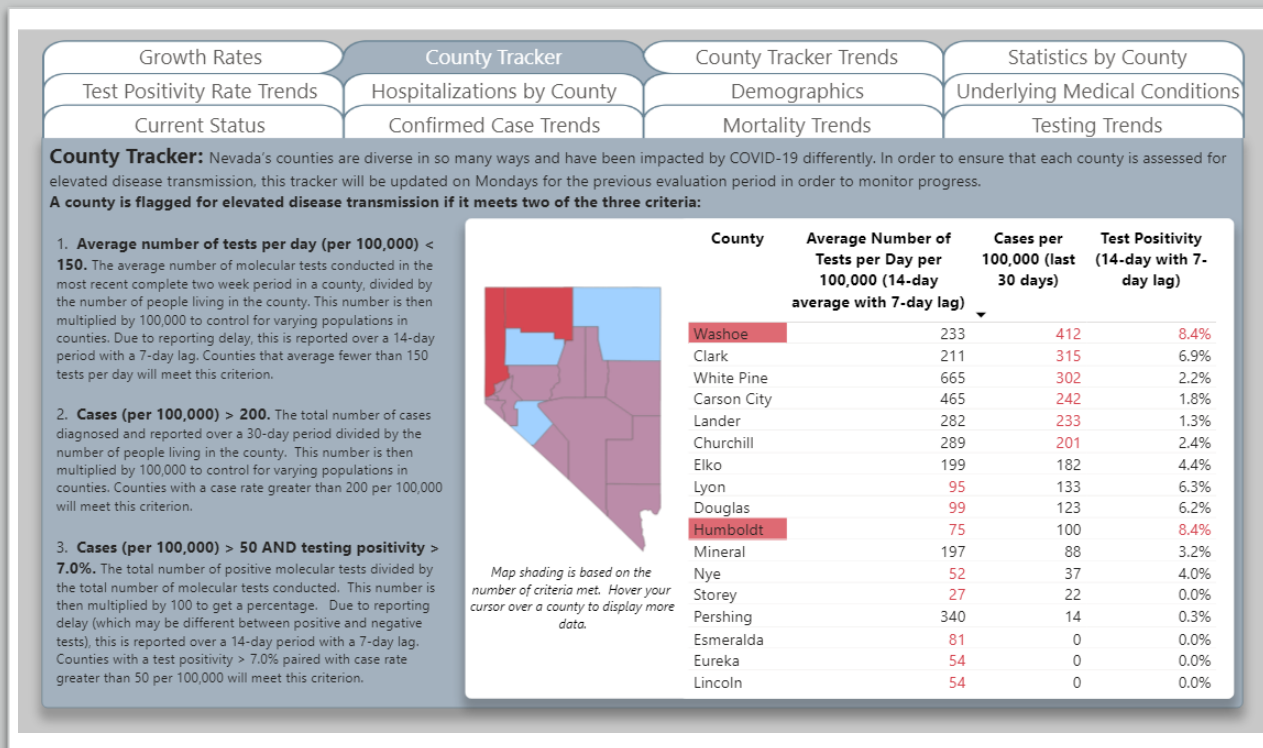 Growth Rates
County Tracker
County Tracker Trends
Statistics by County
Test Positivity Rate Trends
Hospitalizations by County
Demographics
Underlying Medical Conditions
Current Status
Confirmed Case Trends
Mortality Trends
Testing Trends
County Tracker: Nevada's counties are diverse in so many ways and have been impacted by COVID-19 differently. In order to ensure that each county is assessed for
elevated disease transmission, this tracker will be updated on Mondays for the previous evaluation period in order to monitor progress.
A county is flagged for elevated disease transmission if it meets two of the three criteria:
1. Average number of tests per day (per 100,000) <
150. The average number of molecular tests conducted in the
most recent complete two week period in a county, divided by
the number of people living in the county. This number is then
multiplied by 100,000 to control for varying populations in
counties. Due to reporting delay, this is reported over a 14-day
period with a 7-day lag. Counties that average fewer than 150
tests per day will meet this criterion.
2. Cases (per 100,000) > 200. The total number of cases
diagnosed and reported over a 30-day period divided by the
number of people living in the county. This number is then
multiplied by 100,000 to control for varying populations in
counties. Counties with a case rate greater than 200 per 100,000
will meet this criterion.
3. Cases (per 100,000) > 50 AND testing positivity >
7.0%. The total number of positive molecular tests divided by
the total number of molecular tests conducted. This number is
then multiplied by 100 to get a percentage. Due to reporting
delay (which may be different between positive and negative
tests), this is reported over a 14-day period with a 7-day lag.
Counties with a test positivity > 7.0% paired with case rate
greater than 50 per 100,000 will meet this criterion.
Map shading is based on the
number of criteria met. Hover your
cursor over a county to display more
data.
County
Average Number of
Tests per Day per
100,000 (14-day
average with 7-day lag)
Cases per
100,000 (last
30 days)
Test Positivity
(14-day with 7-
day lag)
Washoe 233 412 8.4%
Clark 211 315 6.9%
White Pine 665 302 2.2%
Carson City 465 242 1.8%
Lander 282 233 1.3%
Churchill 289 201 2.4%
Elko 199 182 4.4%
Lyon 95 133 6.3%
Douglas 99 123 6.2%
Humboldt 75 100 8.4%
Mineral 197 88 3.2%
Nye 52 37 4.0%
Storey 27 22 0.0%
Pershing 340 14 0.3%
Esmeralda 81 0 0.0%
Eureka 54 0 0.0%
Lincoln 54 0 0.0%